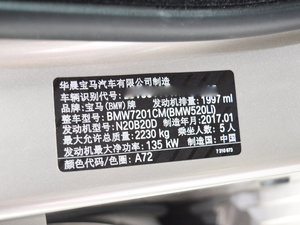 华晨宝马汽车有限公司制造
车辆识别代号:
品牌:宝马(BMW)牌 发动机排量:1997 ml
整车型号:BMW7201CM(BMW520Li)
发动机型号:N20B20D 制造年月:2017.01
最大允许总质量:2230 kg 乘坐人数:5人
发动机最大净功率:135 kW 制造国:中国
颜色代码/色:A72
7 210 673